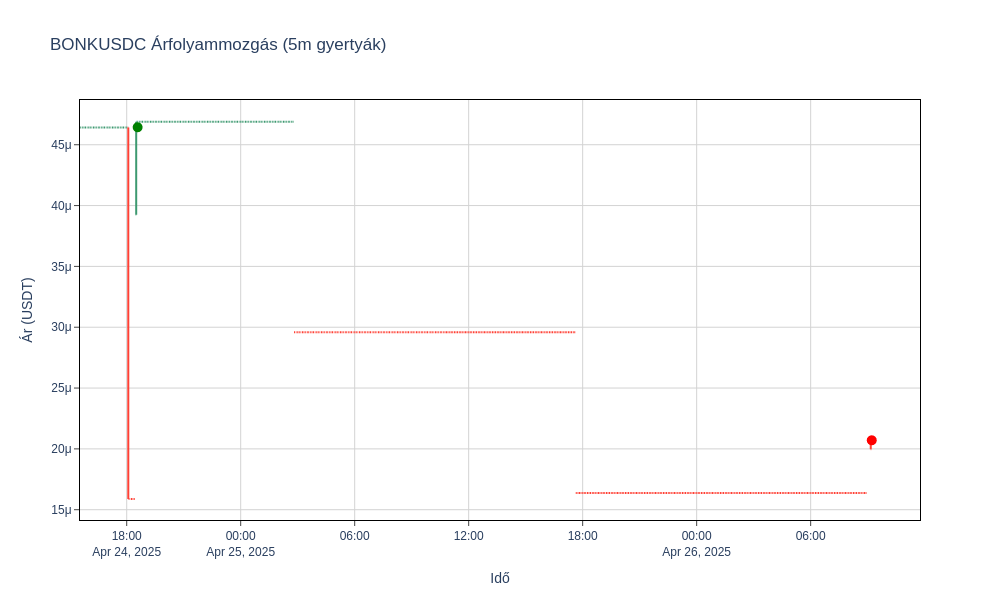 BONKUSDC Árfolyammozgás (5m gyertyák)
45μ
40μ
35μ
30μ
25μ
20μ
15μ
Ár (USDT)
18:00 00:00 06:00 12:00 18:00 00:00 06:00
Apr 24, 2025 Apr 25, 2025 Apr 26, 2025
Idő